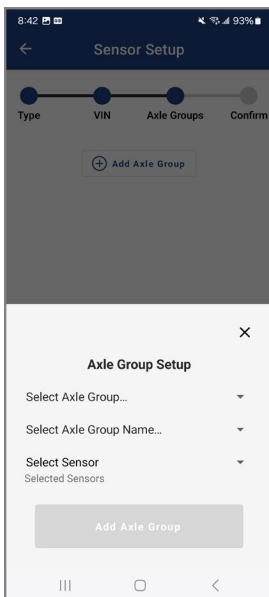 8:42
93%
Sensor Setup
Type VIN Axle Groups Confirm
Add Axle Group
Axle Group Setup
Select Axle Group...
Select Axle Group Name...
Select Sensor
Selected Sensors
Add Axle Group